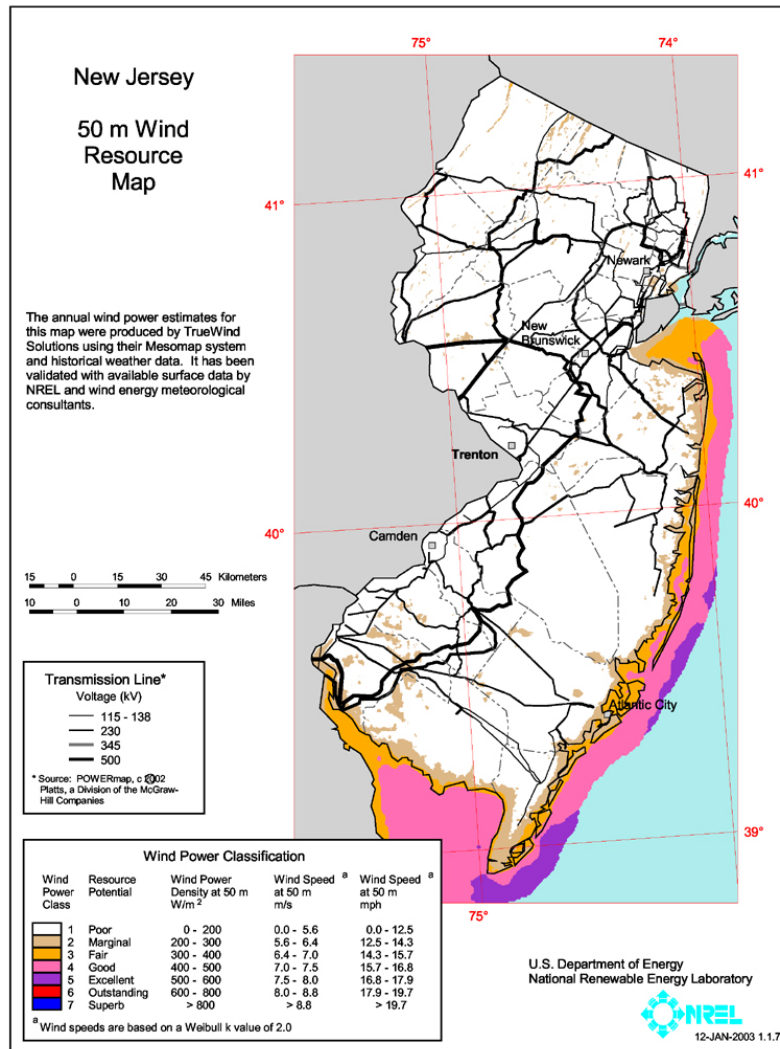 New Jersey
50 m Wind
Resource
Map
The annual wind power estimates for
this map were produced by TrueWind
Solutions using their Mesomap system
and historical weather data. It has been
validated with available surface data by
NREL and wind energy meteorological
consultants.
75°
74°
41°
41°
40°
40°
39°
75°
Newark
New
Brunswick
Trenton
Camden
Atlantic City
15 0 15 30 45 Kilometers
10 0 10 20 30 Miles
Transmission Line*
Voltage (kV)
115 - 138
230
345
500
* Source: POWERmap, c 2002
Platts, a Division of the McGraw-
Hill Companies
Wind Power Classification
Wind Resource Wind Power Wind Speed a Wind Speed a
Power Potential Density at 50 m at 50 m at 50 m
Class W/m 2 m/s mph
1 Poor 0 - 200 0.0 - 5.6 0.0 - 12.5
2 Marginal 200 - 300 5.6 - 6.4 12.5 - 14.3
3 Fair 300 - 400 6.4 - 7.0 14.3 - 15.7
4 Good 400 - 500 7.0 - 7.5 15.7 - 16.8
5 Excellent 500 - 600 7.5 - 8.0 16.8 - 17.9
6 Outstanding 600 - 800 8.0 - 8.8 17.9 - 19.7
7 Superb > 800 > 8.8 > 19.7
a Wind speeds are based on a Weibull k value of 2.0
U.S. Department of Energy
National Renewable Energy Laboratory
NREL
12-JAN-2003 1.1.7